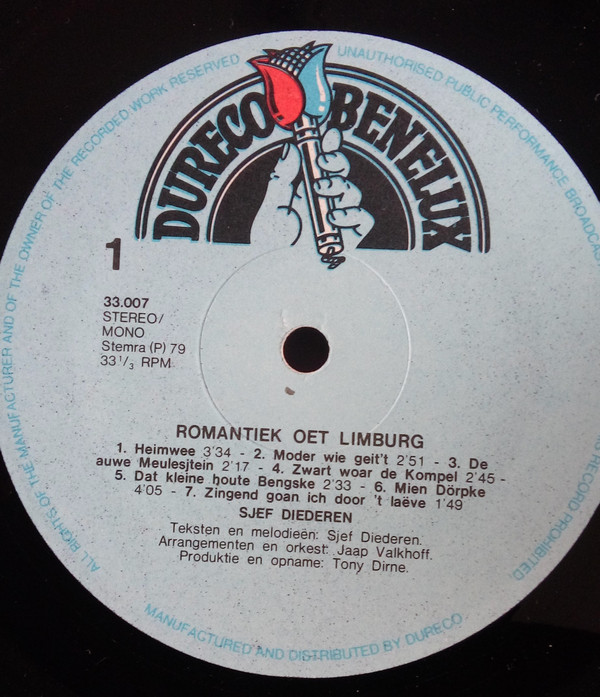 DURECO BENELUX
1
33.007
STEREO/
MONO
Stemra (P) 79
33 1/3 RPM
ROMANTIEK OET LIMBURG
1. Heimwee 3'34 - 2. Moder wie geit't 2'51 - 3. De
auwe Meulesjtein 2'17 - 4. Zwart woar de Kompel 2'45 -
5. Dat kleine houte Bengske 2'33 - 6. Mien Dörpke
4'05 - 7. Zingend goan ich door 't laëve 1'49
SJEF DIEDEREN
Teksten en melodieën: Sjef Diederen.
Arrangementen en orkest: Jaap Valkhoff.
Produktie en opname: Tony Dirne.
ALL RIGHTS OF THE MANUFACTURER AND OF THE OWNER OF THE RECORDED WORK RESERVED
UNAUTHORISED PUBLIC PERFORMANCE BROADCAS
IS RECORD PROHIBITED
MANUFACTURED AND DISTRIBUTED BY DURECO